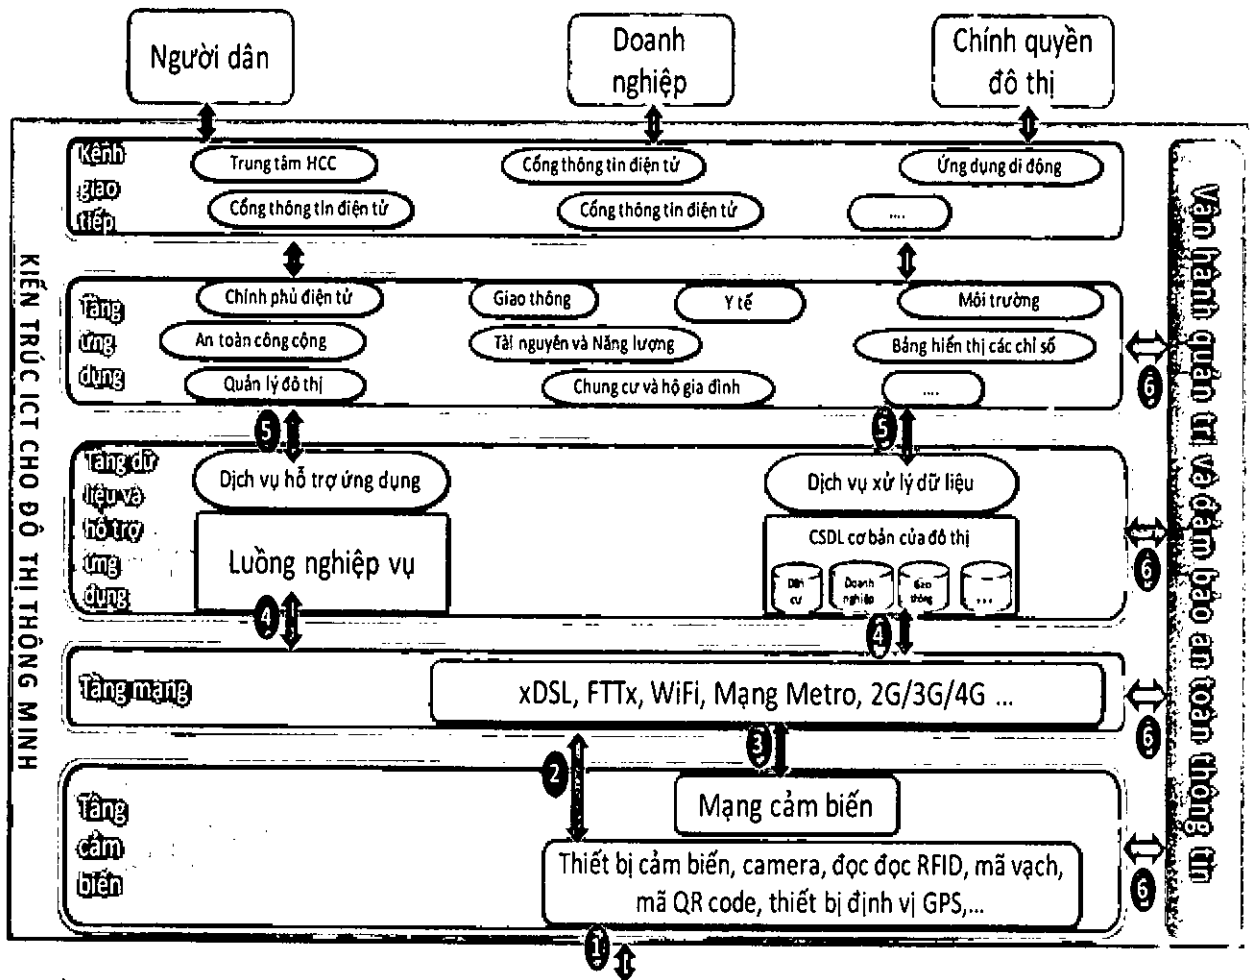 Người dân
Doanh
nghiệp
Chính quyền
đô thị
KIẾN TRÚC ICT CHO ĐÔ THỊ THÔNG MINH
Kênh
giao
tiếp
Trung tâm HCC
Cổng thông tin điện tử
Ứng dụng di động
Cổng thông tin điện tử
Cổng thông tin điện tử
....
Tầng
ứng
dụng
Chính phủ điện tử
Giao thông
Y tế
Môi trường
An toàn công cộng
Tài nguyên và Năng lượng
Bảng hiển thị các chỉ số
Quản lý đô thị
Chung cư và hộ gia đình
....
6
5
5
Tầng dữ
liệu và
hỗ trợ
ứng
dụng
Dịch vụ hỗ trợ ứng dụng
Dịch vụ xử lý dữ liệu
Luồng nghiệp vụ
CSDL cơ bản của đô thị
Dân
cư
Doanh
nghiệp
Giao
thông
...
6
4
4
Tầng mạng
xDSL, FTTx, WiFi, Mạng Metro, 2G/3G/4G ...
6
3
2
Tầng
cảm
biến
Mạng cảm biến
Thiết bị cảm biến, camera, đọc đọc RFID, mã vạch,
mã QR code, thiết bị định vị GPS,...
6
1
Vận hành quản trị và đảm bảo an toàn thông tin